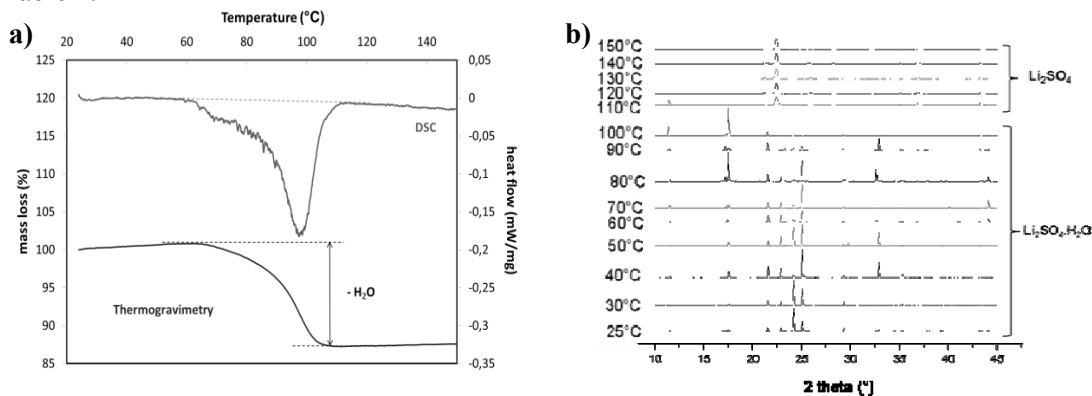 Temperature (°C)
a)
20 40 60 80 100 120 140
125
120
115
110
105
100
95
90
85
mass loss (%)
0,05
0
-0,05
-0,1
-0,15
-0,2
-0,25
-0,3
-0,35
heat flow (mW/mg)
DSC
- H₂O
Thermogravimetry
b)
150°C
140°C
130°C
120°C
110°C
100°C
90°C
80°C
70°C
60°C
50°C
40°C
30°C
25°C
Li₂SO₄
Li₂SO₄.H₂O
10 15 20 25 30 35 40 45
2 theta (°)